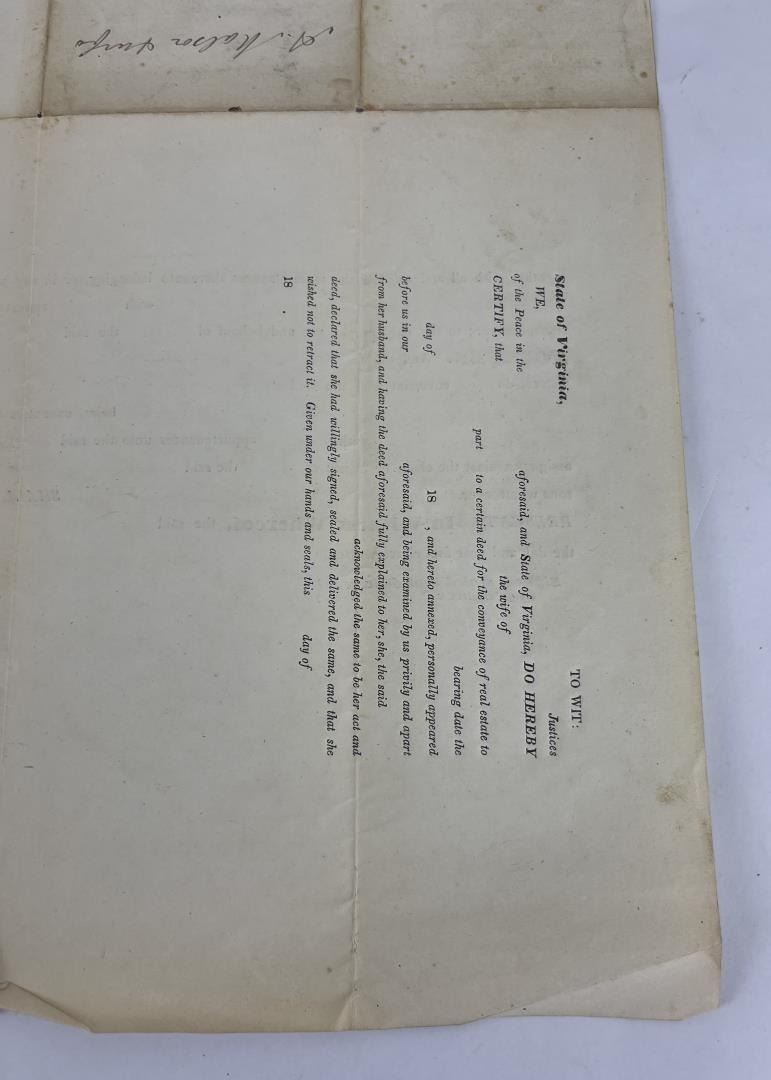 State of Virginia, TO WIT:
WE, Justices
of the Peace in the aforesaid, and State of Virginia, DO HEREBY
CERTIFY, that the wife of
part to a certain deed for the conveyance of real estate to
bearing date the
day of 18 , and hereto annexed, personally appeared
before us in our aforesaid, and being examined by us privily and apart
from her husband, and having the deed aforesaid fully explained to her, she, the said
acknowledged the same to be her act and
deed, declared that she had willingly signed, sealed and delivered the same, and that she
wished not to retract it. Given under our hands and seals, this day of
18 .